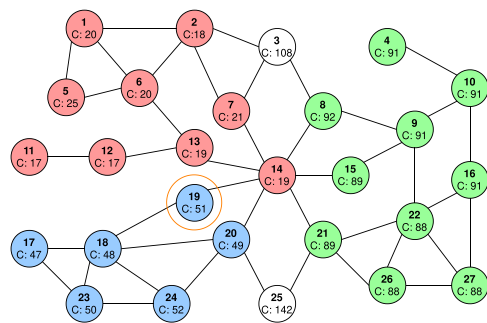 1
C: 20
2
C:18
3
C: 108
4
C: 91
5
C: 25
6
C: 20
7
C: 21
8
C: 92
9
C: 91
10
C: 91
11
C: 17
12
C: 17
13
C: 19
14
C: 19
15
C: 89
16
C: 91
17
C: 47
18
C: 48
19
C: 51
20
C: 49
21
C: 89
22
C: 88
23
C: 50
24
C: 52
25
C: 142
26
C: 88
27
C: 88